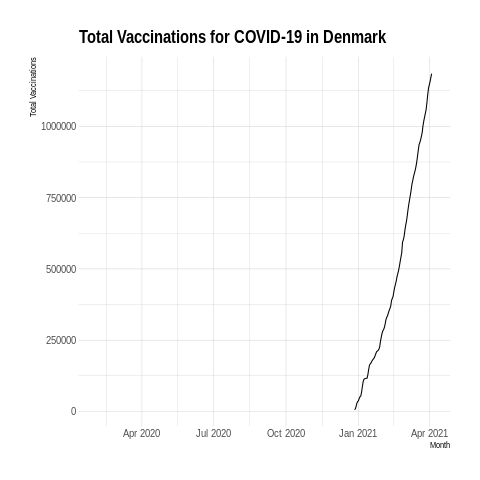 Total Vaccinations for COVID-19 in Denmark
Total Vaccinations
1000000
750000
500000
250000
0
Apr 2020 Jul 2020 Oct 2020 Jan 2021 Apr 2021
Month